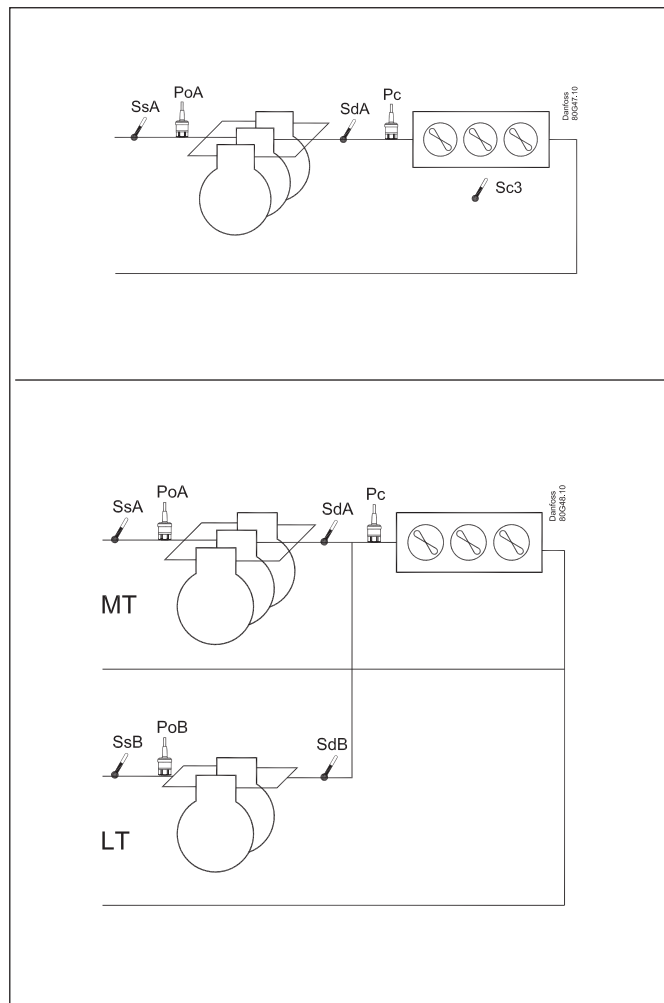 SsA
PoA
SdA
Pc
Danfoss
80G47.10
Sc3
SsA
PoA
SdA
Pc
Danfoss
80G48.10
MT
SsB
PoB
SdB
LT